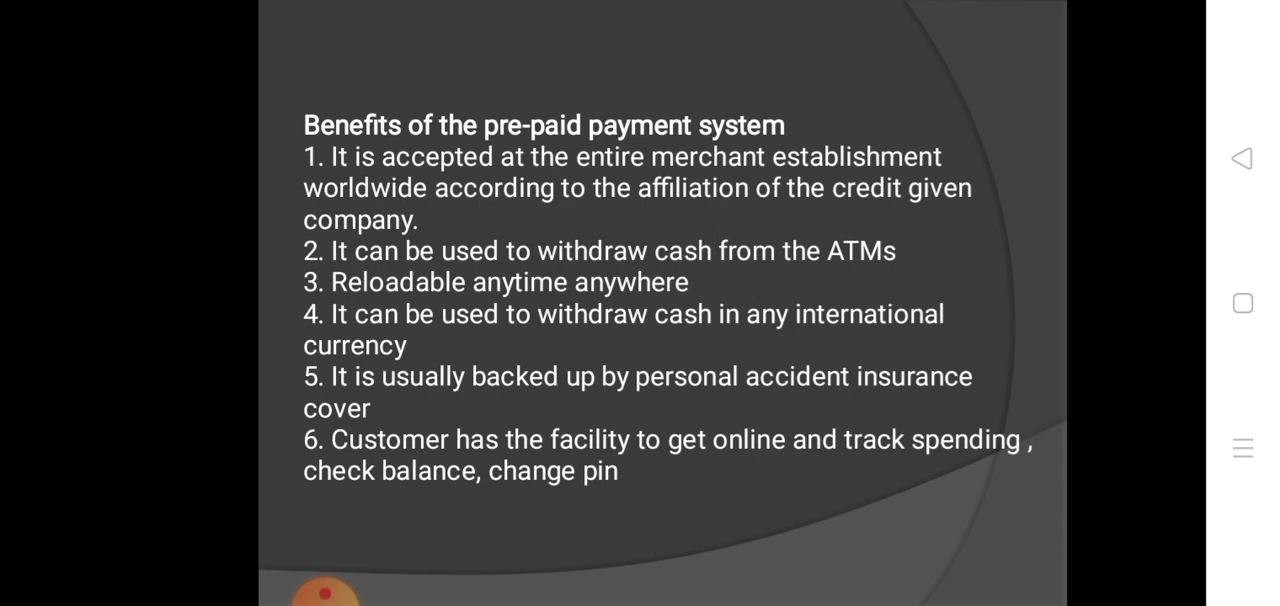 Benefits of the pre-paid payment system
1. It is accepted at the entire merchant establishment
worldwide according to the affiliation of the credit given
company.
2. It can be used to withdraw cash from the ATMs
3. Reloadable anytime anywhere
4. It can be used to withdraw cash in any international
currency
5. It is usually backed up by personal accident insurance
cover
6. Customer has the facility to get online and track spending ,
check balance, change pin